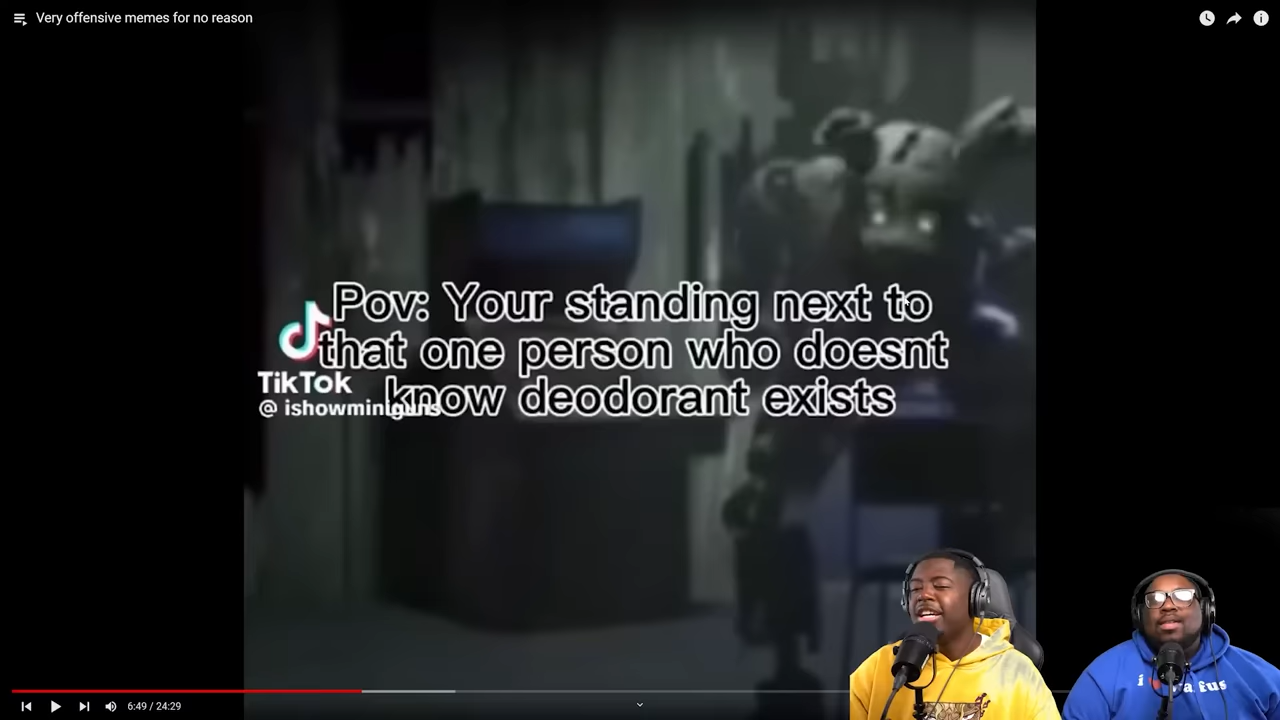 Very offensive memes for no reason
Pov: Your standing next to
that one person who doesnt
know deodorant exists
TikTok
@ ishowminiguns
6:49 / 24:29
i